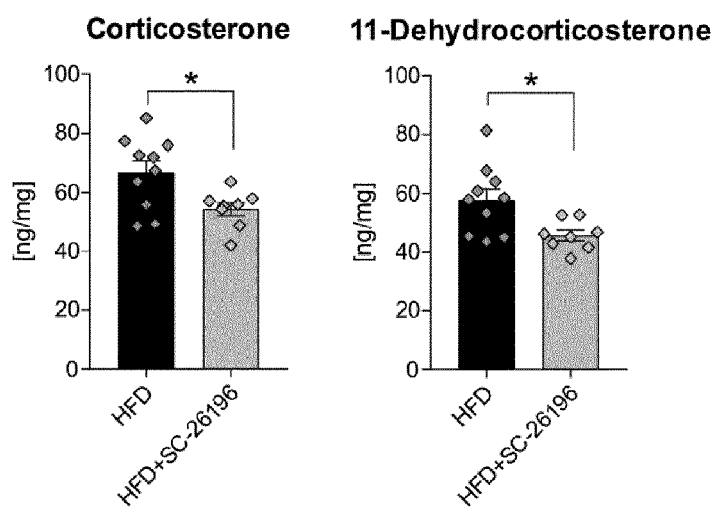 Corticosterone
11-Dehydrocorticosterone
100
80
60
40
20
0
[ng/mg]
*
HFD
HFD+SC-26196
100
80
60
40
20
0
[ng/mg]
*
HFD
HFD+SC-26196